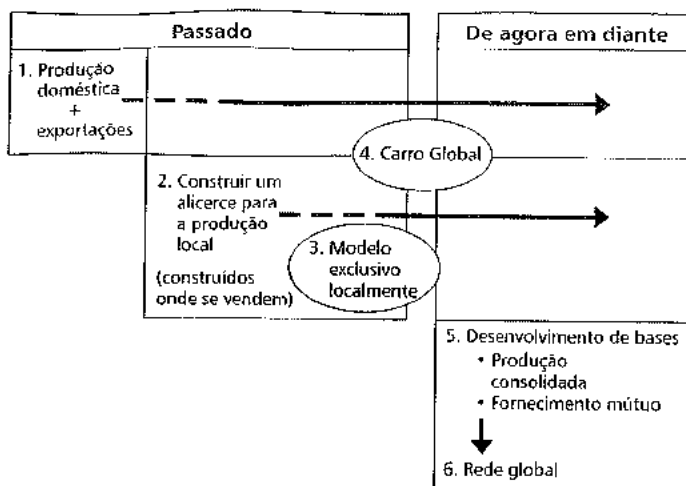 Passado
De agora em diante
1. Produção
doméstica
+
exportações
4. Carro Global
2. Construir um
alicerce para
a produção
local
(construídos
onde se vendem)
3. Modelo
exclusivo
localmente
5. Desenvolvimento de bases
• Produção
consolidada
• Fornecimento mútuo
6. Rede global